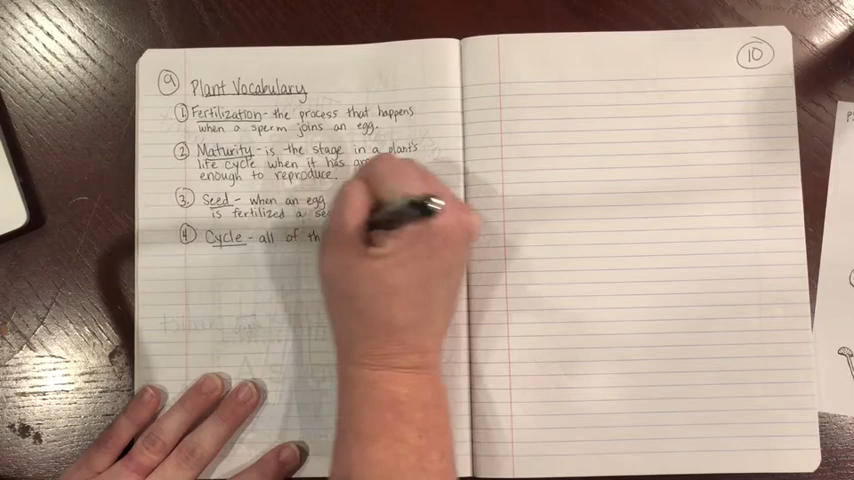 9 Plant Vocabulary
① Fertilization - the process that happens
when a sperm joins an egg.
② Maturity - is the stage in a plant's
life cycle when it has
enough to reproduce.
③ Seed - when an egg
is fertilized a
④ Cycle - all of
10